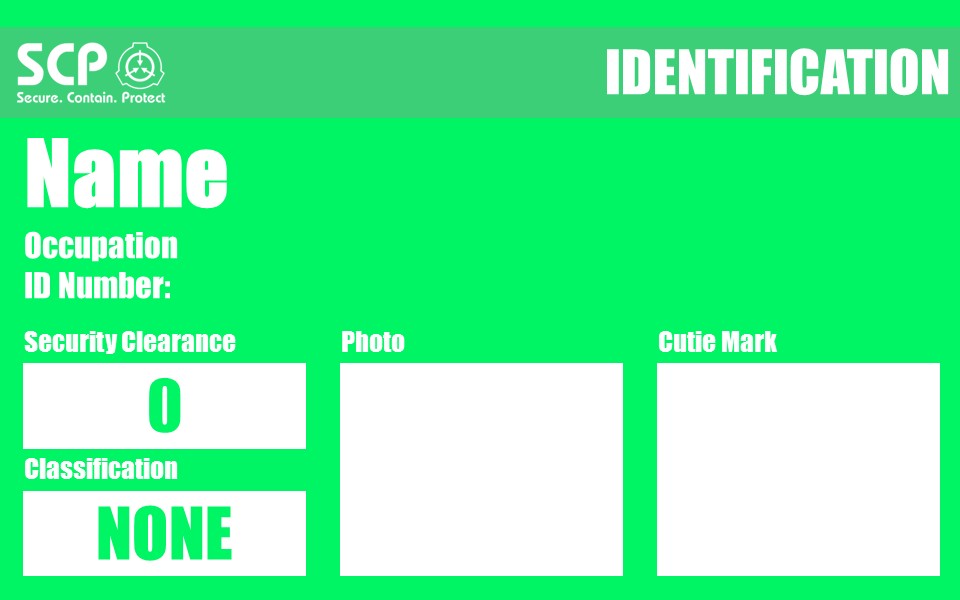 SCP
Secure. Contain. Protect
IDENTIFICATION
Name
Occupation
ID Number:
Security Clearance
0
Classification
NONE
Photo
Cutie Mark